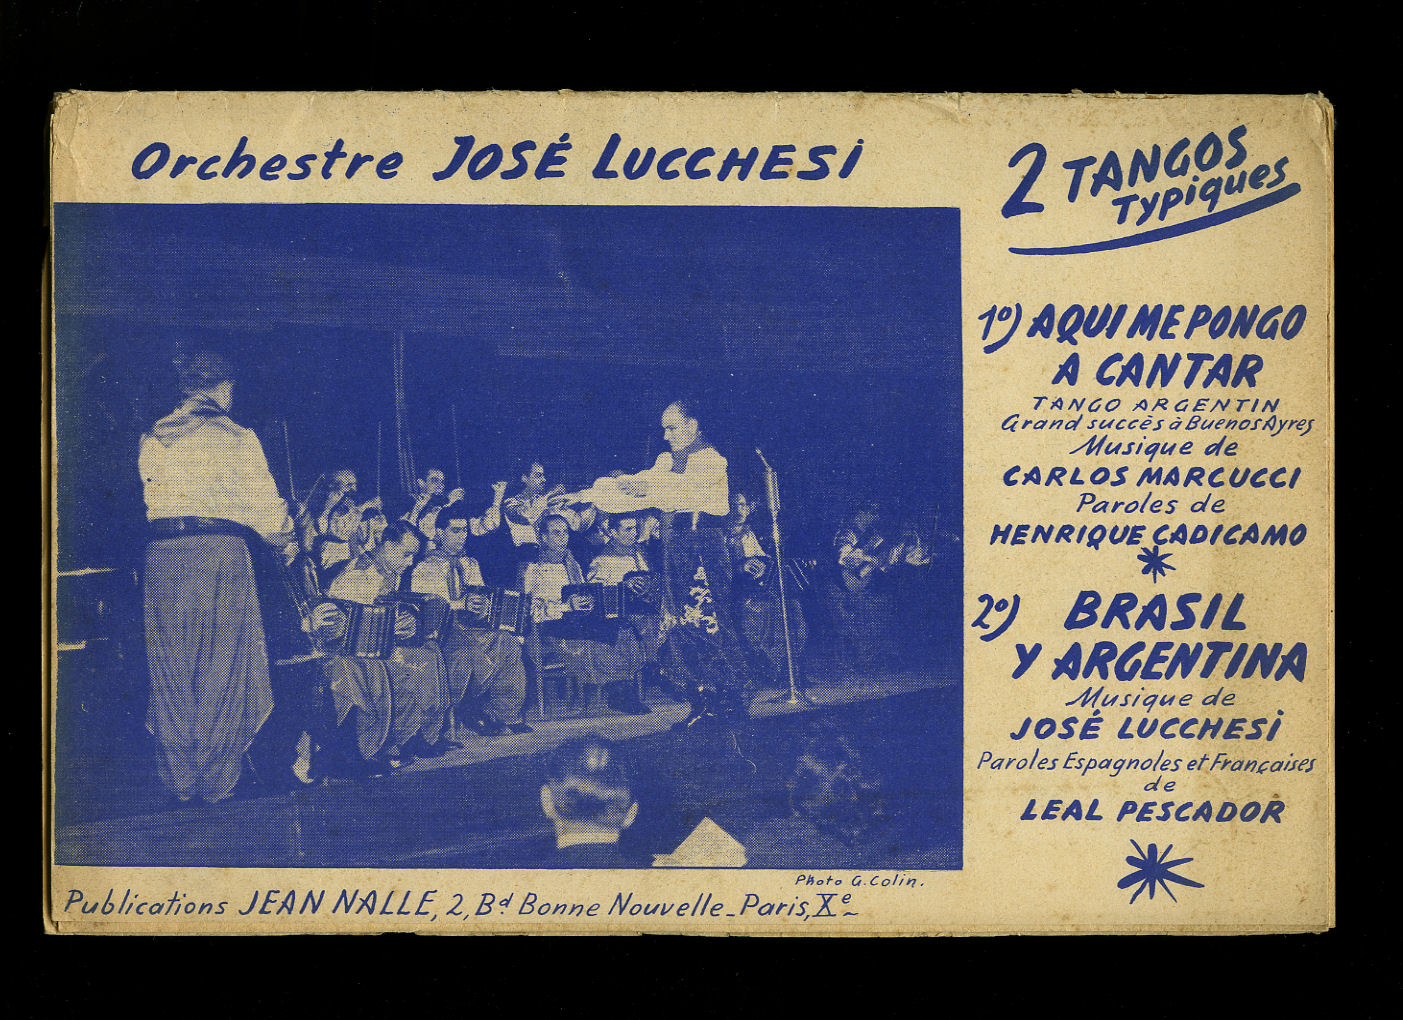 Orchestre JOSÉ LUCCHESI
2 TANGOS
TYPIQUES
1º) AQUI ME PONGO
A CANTAR
TANGO ARGENTIN
Grand succès à Buenos Ayres
Musique de
CARLOS MARCUCCI
Paroles de
HENRIQUE CADICAMO
2º) BRASIL
Y ARGENTINA
Musique de
JOSÉ LUCCHESI
Paroles Espagnoles et Françaises
de
LEAL PESCADOR
Photo G. Colin.
Publications JEAN NALLE, 2, Bd Bonne Nouvelle - Paris, Xe